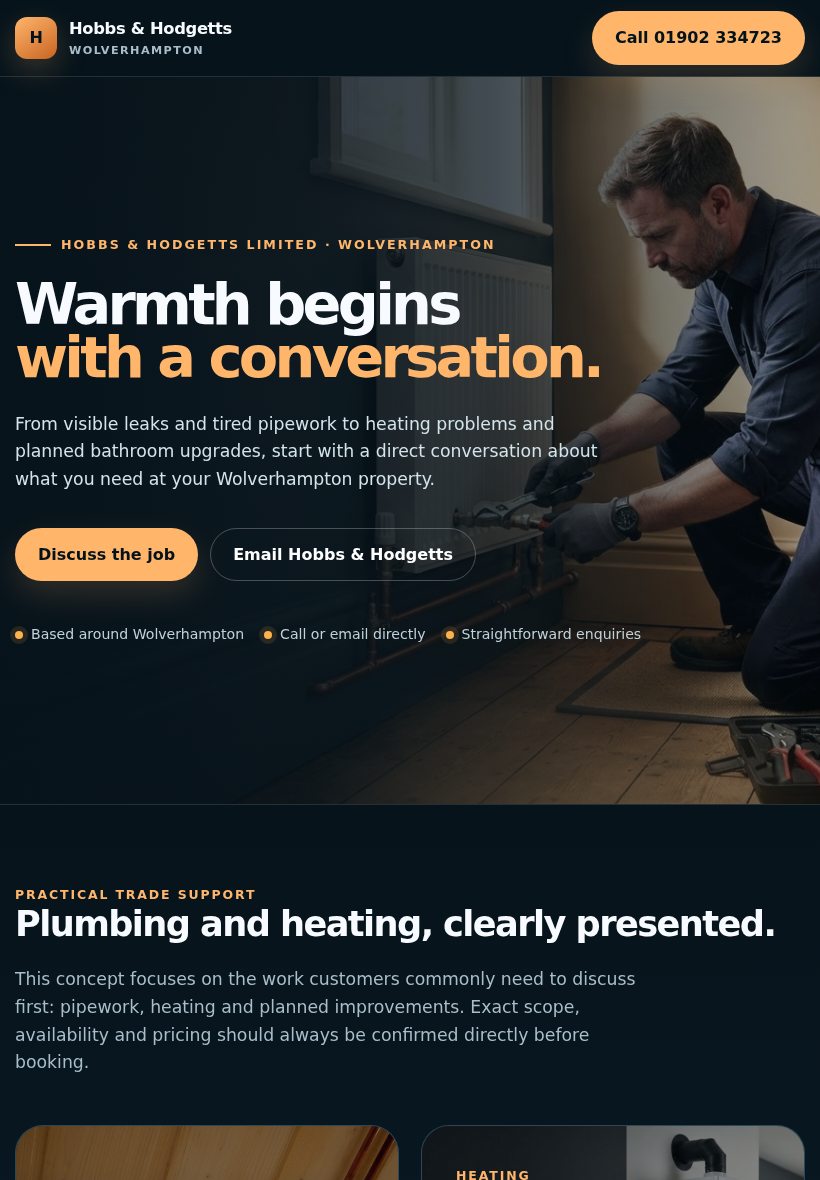 H
Hobbs & Hodgetts
WOLVERHAMPTON
Call 01902 334723
HOBBS & HODGETTS LIMITED · WOLVERHAMPTON
Warmth begins
with a conversation.
From visible leaks and tired pipework to heating problems and
planned bathroom upgrades, start with a direct conversation about
what you need at your Wolverhampton property.
Discuss the job
Email Hobbs & Hodgetts
Based around Wolverhampton
Call or email directly
Straightforward enquiries
PRACTICAL TRADE SUPPORT
Plumbing and heating, clearly presented.
This concept focuses on the work customers commonly need to discuss
first: pipework, heating and planned improvements. Exact scope,
availability and pricing should always be confirmed directly before
booking.
HEATING